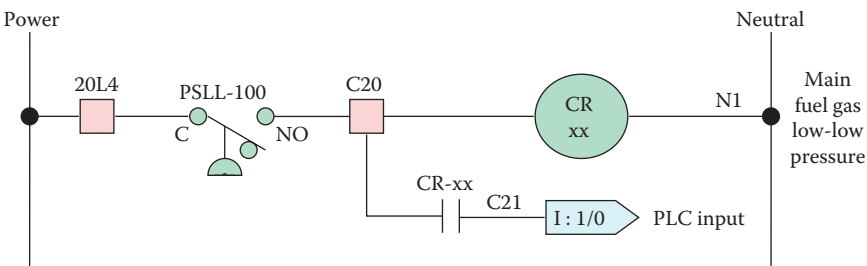 Power
Neutral
20L4
PSLL-100
C20
C
NO
CR
xx
N1
Main
fuel gas
low-low
pressure
CR-xx
C21
I : 1/0
PLC input